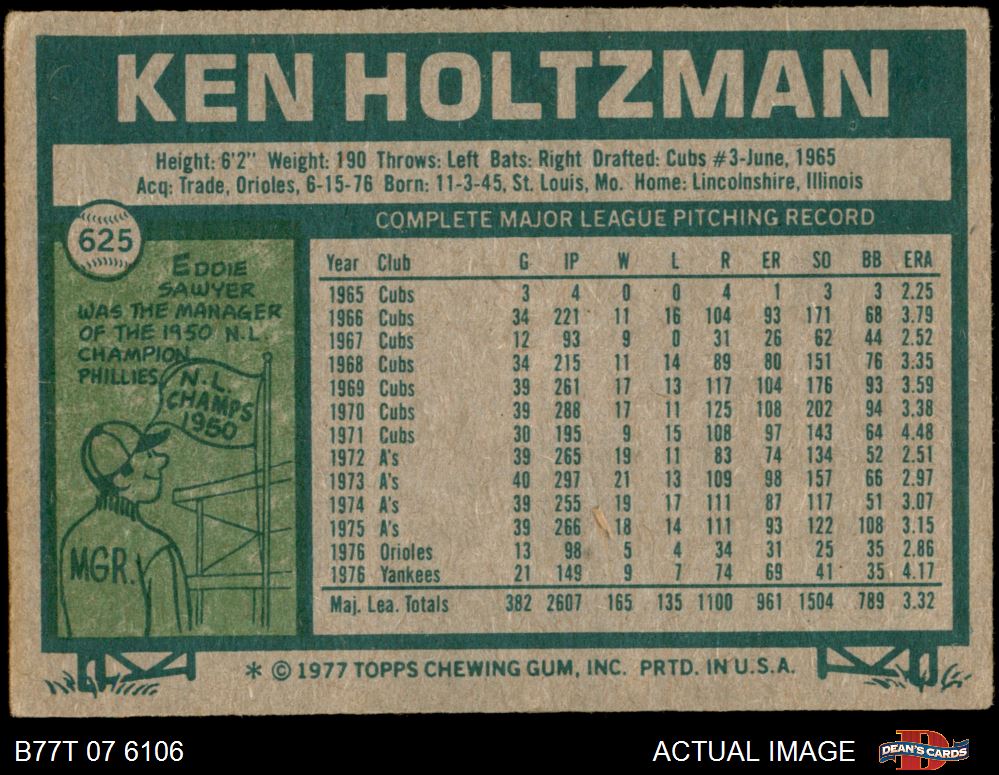 KEN HOLTZMAN
Height: 6'2" Weight: 190 Throws: Left Bats: Right Drafted: Cubs #3-June, 1965
Acq: Trade, Orioles, 6-15-76 Born: 11-3-45, St. Louis, Mo. Home: Lincolnshire, Illinois
625
EDDIE
SAWYER
WAS THE MANAGER
OF THE 1950 N.L.
CHAMPION
PHILLIES
N.L.
CHAMPS
1950
MGR.
COMPLETE MAJOR LEAGUE PITCHING RECORD
Year Club G IP W L R ER SO BB ERA
1965 Cubs 3 4 0 0 4 1 3 3 2.25
1966 Cubs 34 221 11 16 104 93 171 68 3.79
1967 Cubs 12 93 9 0 31 26 62 44 2.52
1968 Cubs 34 215 11 14 89 80 151 76 3.35
1969 Cubs 39 261 17 13 117 104 176 93 3.59
1970 Cubs 39 288 17 11 125 108 202 94 3.38
1971 Cubs 30 195 9 15 108 97 143 64 4.48
1972 A's 39 265 19 11 83 74 134 52 2.51
1973 A's 40 297 21 13 109 98 157 66 2.97
1974 A's 39 255 19 17 111 87 117 51 3.07
1975 A's 39 266 18 14 111 93 122 108 3.15
1976 Orioles 13 98 5 4 34 31 25 35 2.86
1976 Yankees 21 149 9 7 74 69 41 35 4.17
Maj. Lea. Totals 382 2607 165 135 1100 961 1504 789 3.32
* © 1977 TOPPS CHEWING GUM, INC. PRTD. IN U.S.A.
B77T 07 6106
ACTUAL IMAGE
DEAN'S CARDS